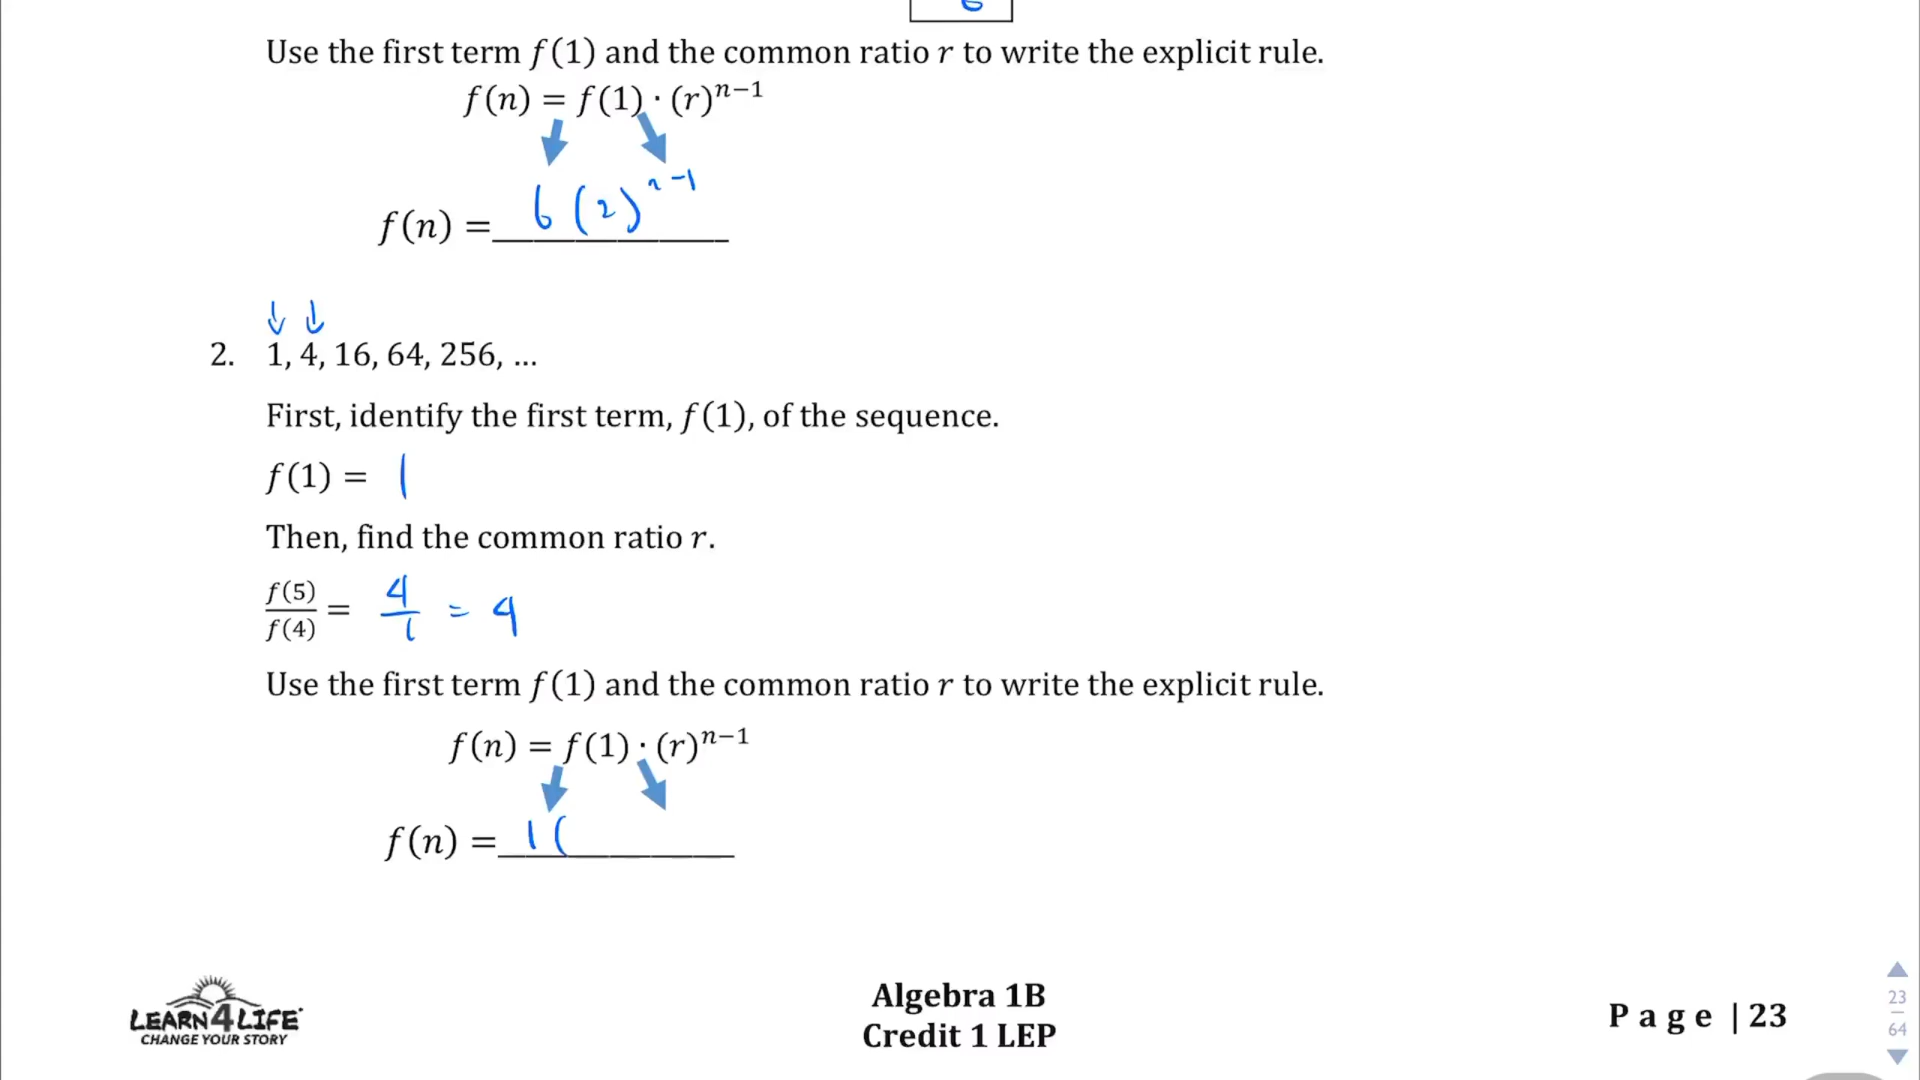 6
Use the first term f(1) and the common ratio r to write the explicit rule.
f(n) = f(1) · (r)ⁿ⁻¹
f(n) = 6 (2)ⁿ⁻¹
2. 1, 4, 16, 64, 256, ...
First, identify the first term, f(1), of the sequence.
f(1) = 1
Then, find the common ratio r.
f(5)/f(4) = 4/1 = 4
Use the first term f(1) and the common ratio r to write the explicit rule.
f(n) = f(1) · (r)ⁿ⁻¹
f(n) = 1 (
LEARN4LIFE
CHANGE YOUR STORY
Algebra 1B
Credit 1 LEP
Page | 23
23
64